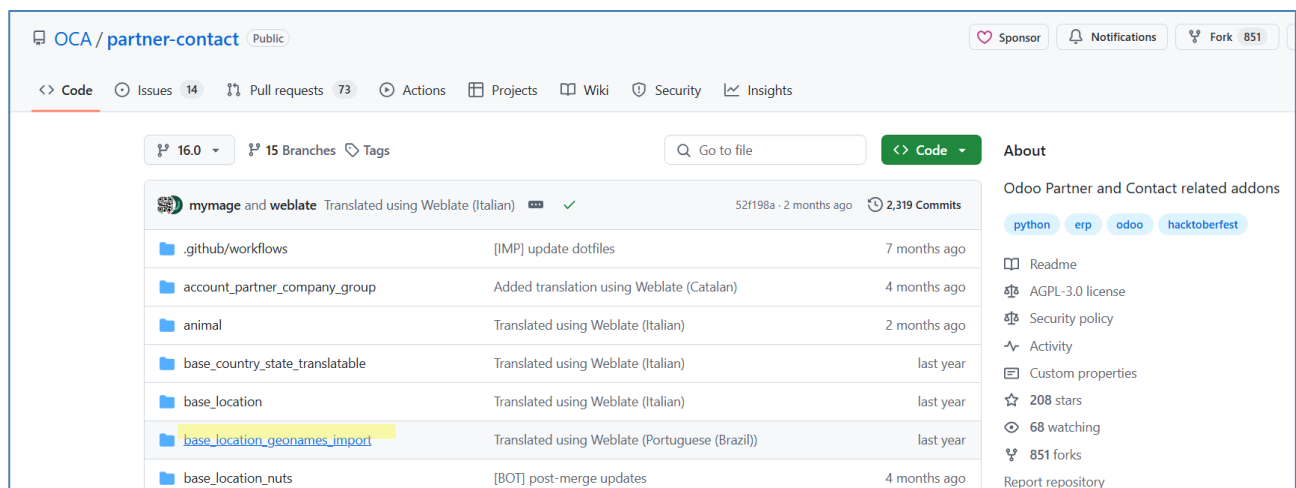 OCA / partner-contact Public
Sponsor Notifications Fork 851
Code Issues 14 Pull requests 73 Actions Projects Wiki Security Insights
16.0 15 Branches Tags Go to file Code
About
Odoo Partner and Contact related addons
mymage and weblate Translated using Weblate (Italian) 52f198a · 2 months ago 2,319 Commits
python erp odoo hacktoberfest
.github/workflows [IMP] update dotfiles 7 months ago
Readme
account_partner_company_group Added translation using Weblate (Catalan) 4 months ago
AGPL-3.0 license
Security policy
animal Translated using Weblate (Italian) 2 months ago
Activity
base_country_state_translatable Translated using Weblate (Italian) last year
Custom properties
base_location Translated using Weblate (Italian) last year
208 stars
68 watching
base_location_geonames_import Translated using Weblate (Portuguese (Brazil)) last year
851 forks
base_location_nuts [BOT] post-merge updates 4 months ago
Report repository